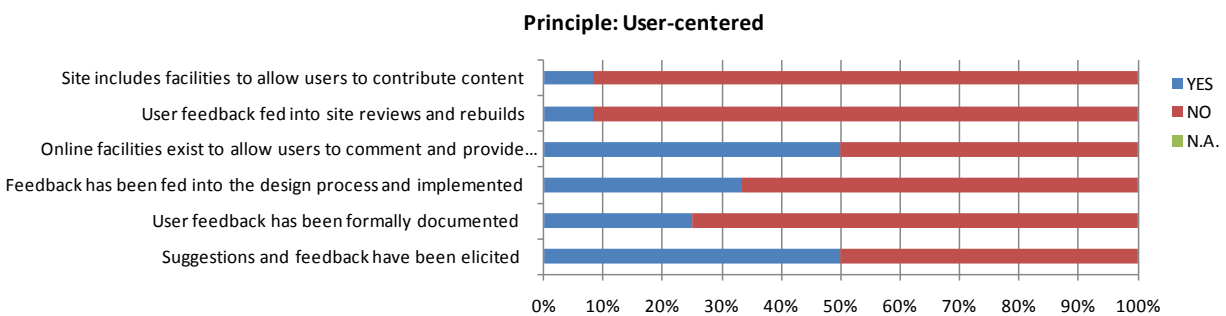 Principle: User-centered
Site includes facilities to allow users to contribute content
User feedback fed into site reviews and rebuilds
Online facilities exist to allow users to comment and provide…
Feedback has been fed into the design process and implemented
User feedback has been formally documented
Suggestions and feedback have been elicited
0% 10% 20% 30% 40% 50% 60% 70% 80% 90% 100%
YES
NO
N.A.